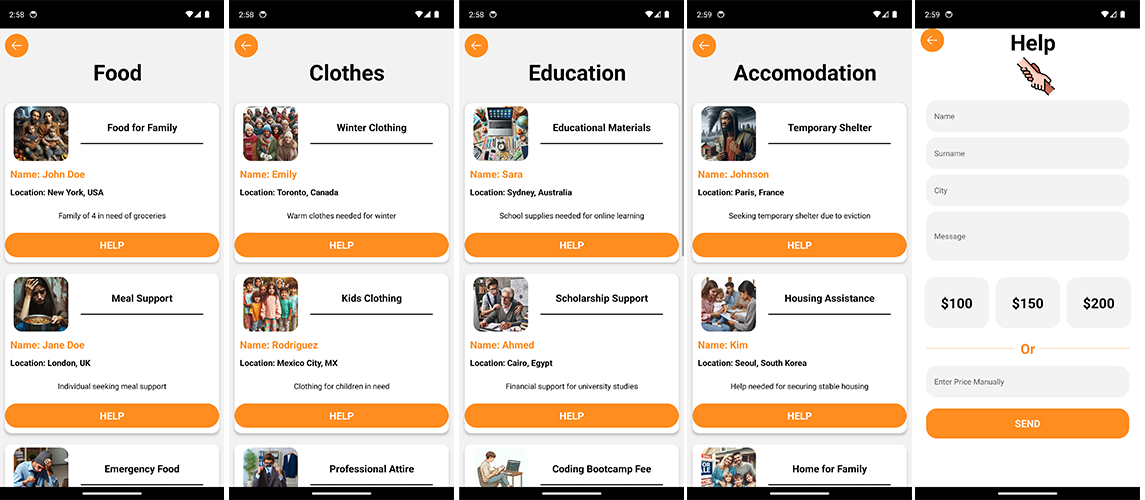 2:58
Food
Food for Family
Name: John Doe
Location: New York, USA
Family of 4 in need of groceries
HELP
Meal Support
Name: Jane Doe
Location: London, UK
Individual seeking meal support
HELP
Emergency Food
2:58
Clothes
Winter Clothing
Name: Emily
Location: Toronto, Canada
Warm clothes needed for winter
HELP
Kids Clothing
Name: Rodriguez
Location: Mexico City, MX
Clothing for children in need
HELP
Professional Attire
2:58
Education
Educational Materials
Name: Sara
Location: Sydney, Australia
School supplies needed for online learning
HELP
Scholarship Support
Name: Ahmed
Location: Cairo, Egypt
Financial support for university studies
HELP
Coding Bootcamp Fee
2:59
Accomodation
Temporary Shelter
Name: Johnson
Location: Paris, France
Seeking temporary shelter due to eviction
HELP
Housing Assistance
Name: Kim
Location: Seoul, South Korea
Help needed for securing stable housing
HELP
FOR SALE
Home for Family
2:59
Help
Name
Surname
City
Message
$100 $150 $200
Or
Enter Price Manually
SEND